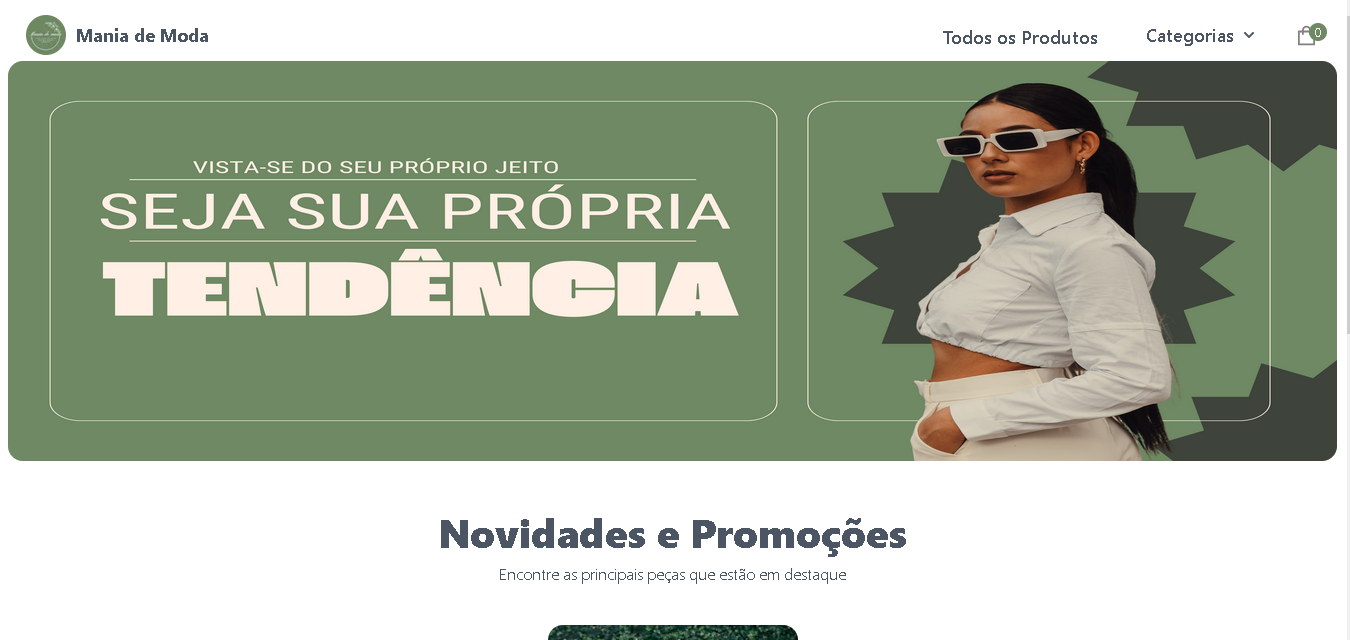 Mania de Moda
Todos os Produtos
Categorias
0
VISTA-SE DO SEU PRÓPRIO JEITO
SEJA SUA PRÓPRIA
TENDÊNCIA
Novidades e Promoções
Encontre as principais peças que estão em destaque